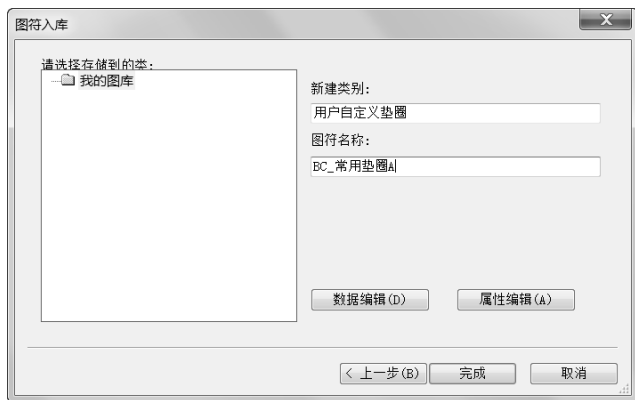 图符入库
请选择存储到的类:
我的图库
新建类别:
用户自定义垫圈
图符名称:
BC_常用垫圈A
数据编辑(D)
属性编辑(A)
< 上一步(B)
完成
取消